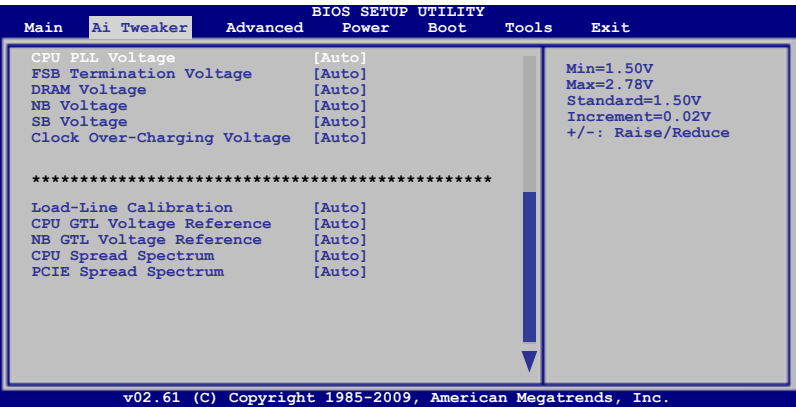 BIOS SETUP UTILITY
Main Ai Tweaker Advanced Power Boot Tools Exit
CPU PLL Voltage [Auto]
FSB Termination Voltage [Auto]
DRAM Voltage [Auto]
NB Voltage [Auto]
SB Voltage [Auto]
Clock Over-Charging Voltage [Auto]
************************************************
Load-Line Calibration [Auto]
CPU GTL Voltage Reference [Auto]
NB GTL Voltage Reference [Auto]
CPU Spread Spectrum [Auto]
PCIE Spread Spectrum [Auto]
Min=1.50V
Max=2.78V
Standard=1.50V
Increment=0.02V
+/-: Raise/Reduce
v02.61 (C) Copyright 1985-2009, American Megatrends, Inc.